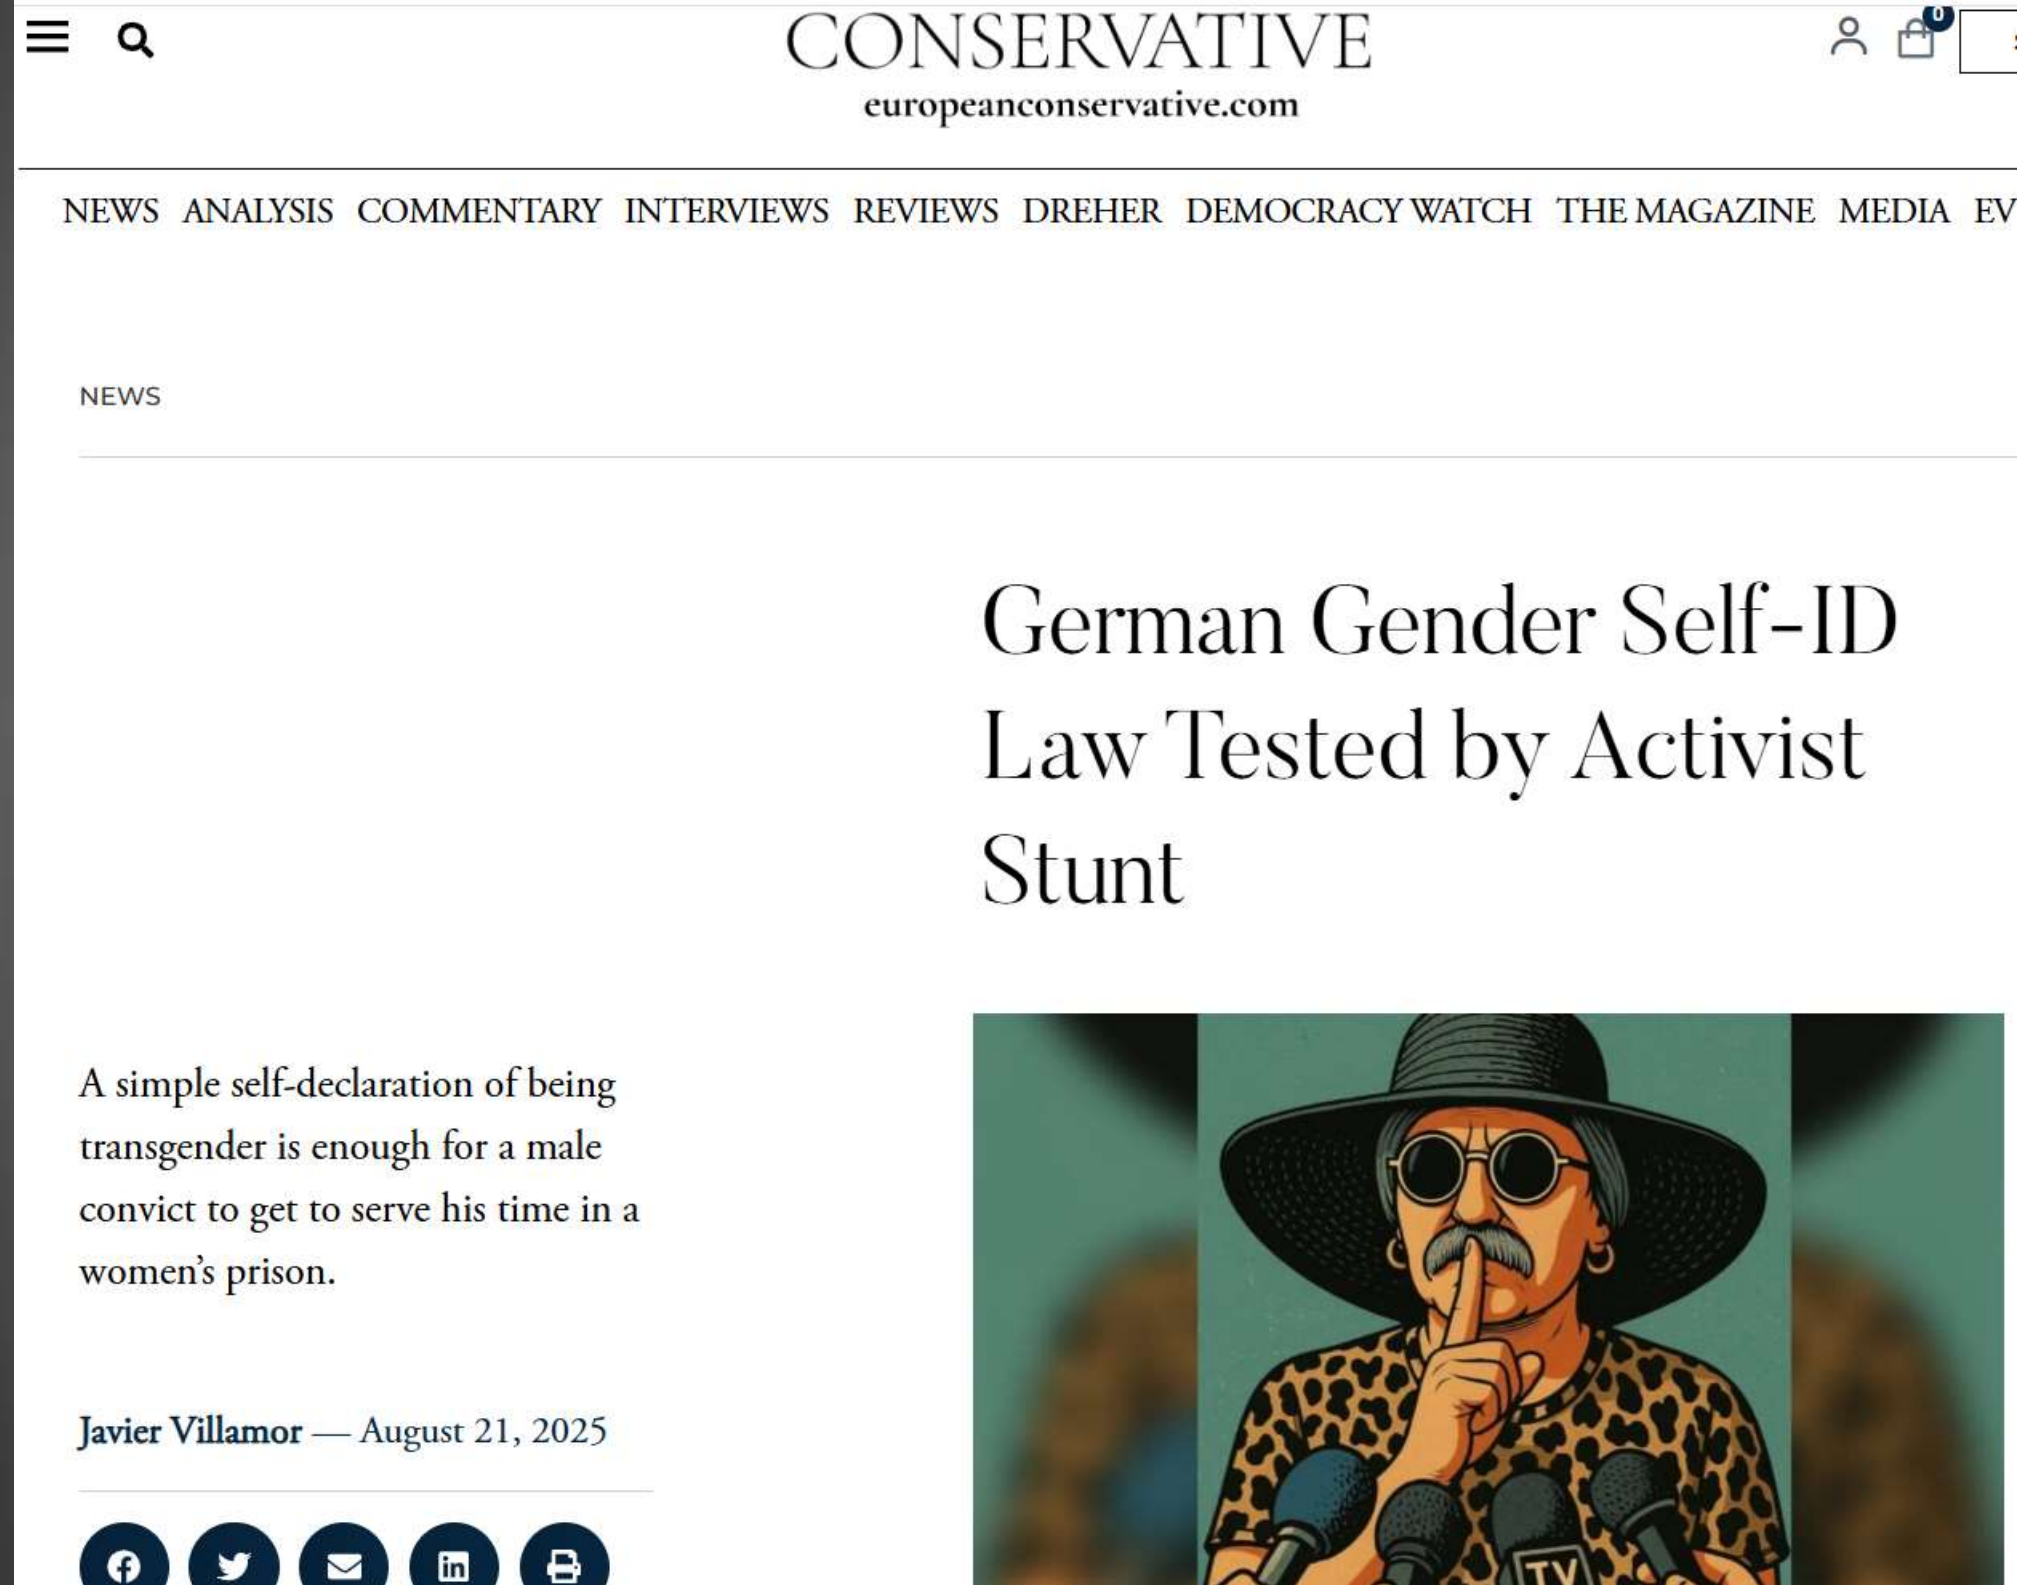 0
CONSERVATIVE
europeanconservative.com
NEWS ANALYSIS COMMENTARY INTERVIEWS REVIEWS DREHER DEMOCRACY WATCH THE MAGAZINE MEDIA EV
NEWS
German Gender Self-ID
Law Tested by Activist
Stunt
A simple self-declaration of being
transgender is enough for a male
convict to get to serve his time in a
women's prison.
Javier Villamor — August 21, 2025
TV